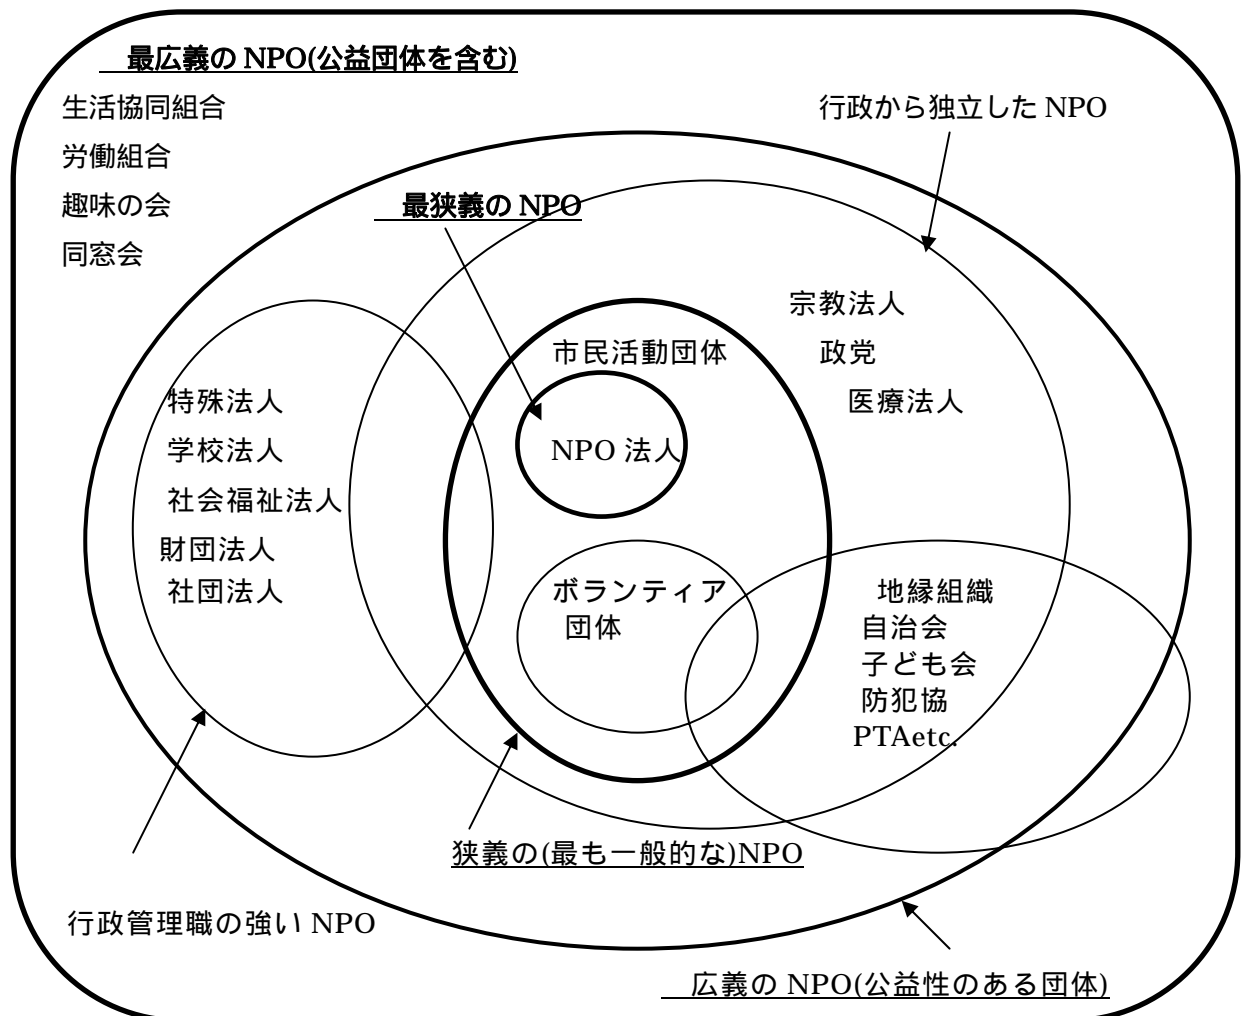 最広義の NPO(公益団体を含む)
生活協同組合
労働組合
趣味の会
同窓会
行政から独立した NPO
最狭義の NPO
宗教法人
政党
医療法人
市民活動団体
NPO 法人
特殊法人
学校法人
社会福祉法人
財団法人
社団法人
ボランティア
団体
地縁組織
自治会
子ども会
防犯協
PTAetc.
狭義の(最も一般的な)NPO
行政管理職の強い NPO
広義の NPO(公益性のある団体)